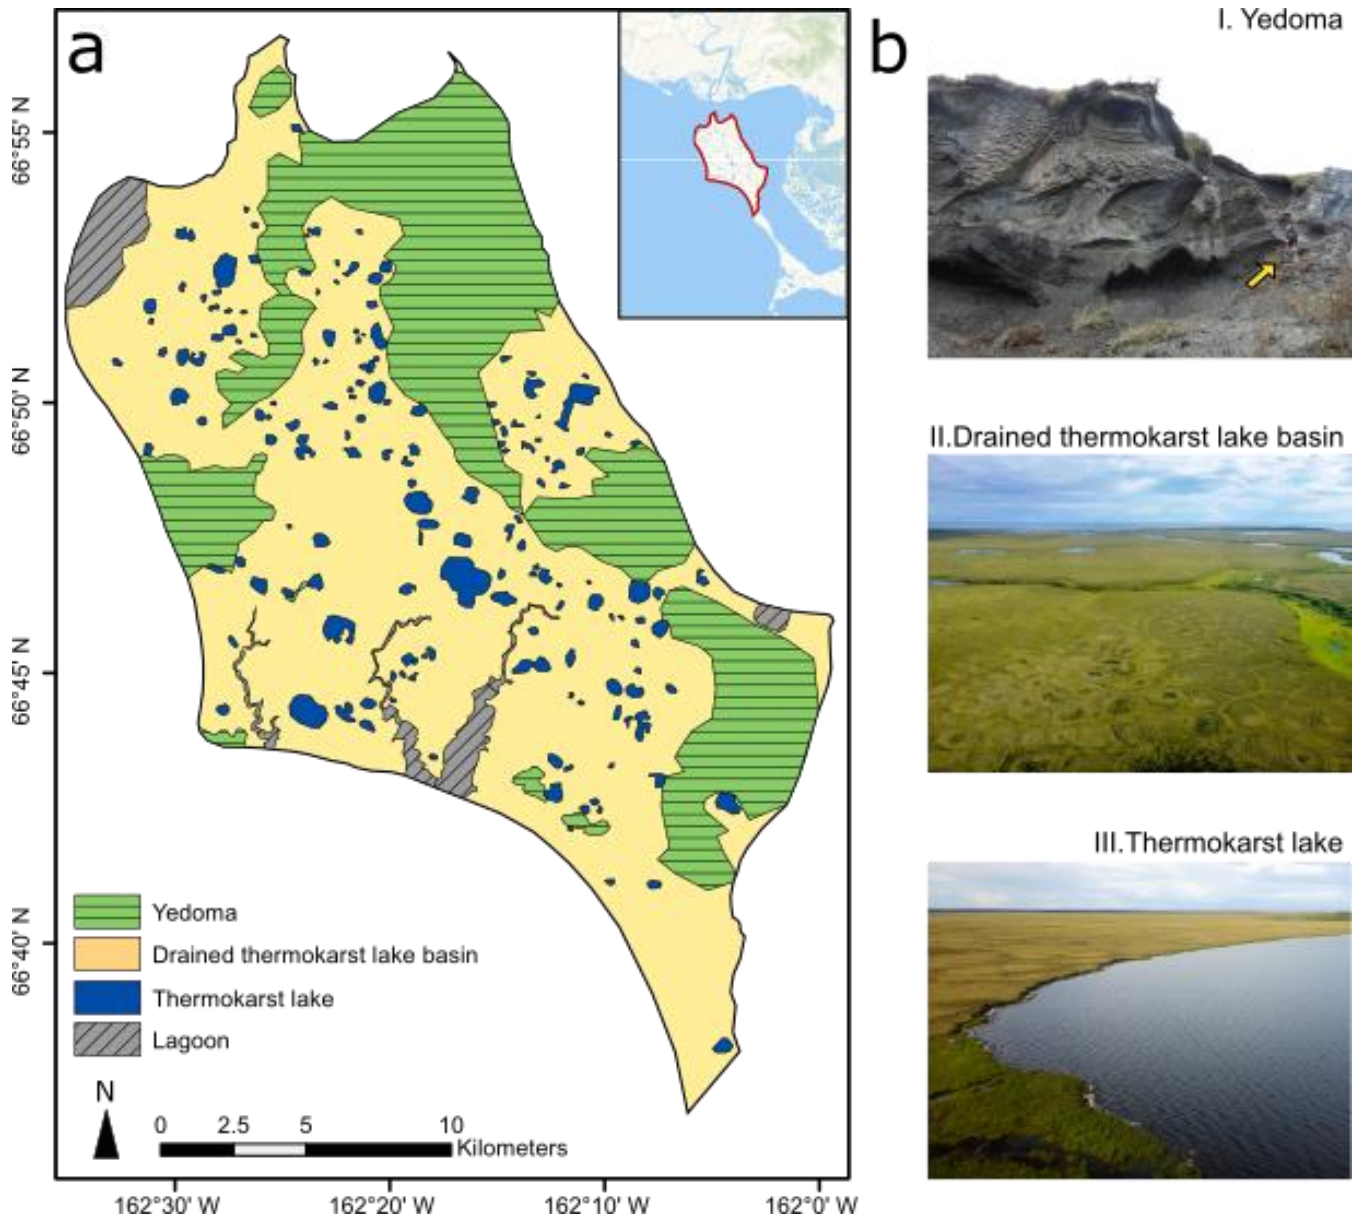 a
66°55' N
66°50' N
66°45' N
66°40' N
Yedoma
Drained thermokarst lake basin
Thermokarst lake
Lagoon
N
0 2.5 5 10
Kilometers
162°30' W 162°20' W 162°10' W 162°0' W
b
I. Yedoma
II.Drained thermokarst lake basin
III.Thermokarst lake